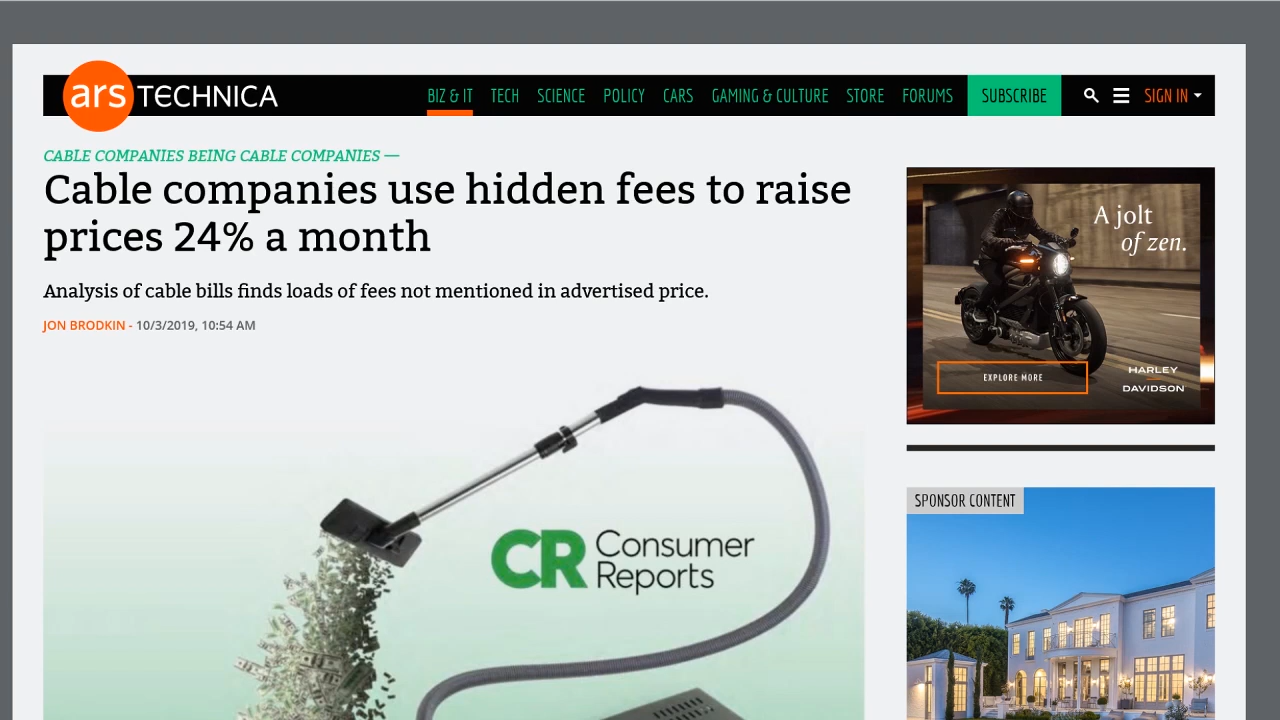 ars TECHNICA
BIZ & IT TECH SCIENCE POLICY CARS GAMING & CULTURE STORE FORUMS SUBSCRIBE SIGN IN
CABLE COMPANIES BEING CABLE COMPANIES —
Cable companies use hidden fees to raise
prices 24% a month
Analysis of cable bills finds loads of fees not mentioned in advertised price.
JON BRODKIN - 10/3/2019, 10:54 AM
CR Consumer
Reports
A jolt
of zen.
EXPLORE MORE
HARLEY
DAVIDSON
SPONSOR CONTENT